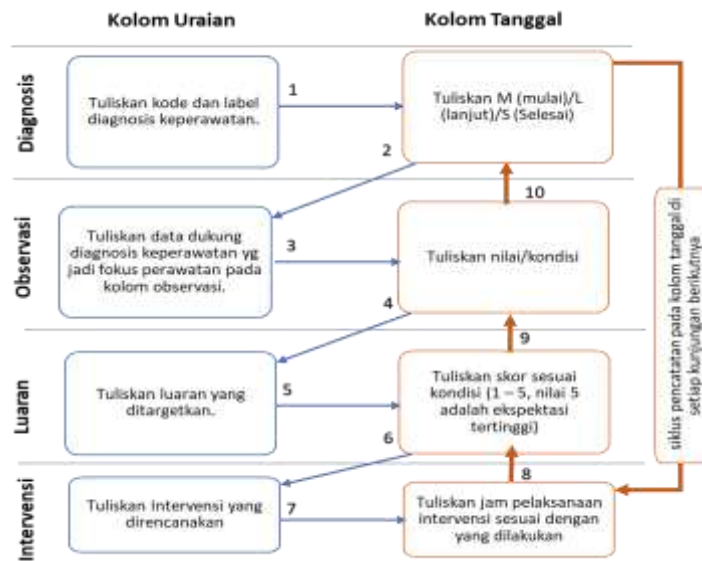 Kolom Uraian
Kolom Tanggal
Diagnosis
Tuliskan kode dan label
diagnosis keperawatan.
1
Tuliskan M (mulai)/L
(lanjut)/S (Selesai)
2
10
Observasi
Tuliskan data dukung
diagnosis keperawatan yg
jadi fokus perawatan pada
kolom observasi.
3
Tuliskan nilai/kondisi
4
9
Luaran
Tuliskan luaran yang
ditargetkan.
5
Tuliskan skor sesuai
kondisi (1 – 5, nilai 5
adalah ekspektasi
tertinggi)
6
8
Intervensi
Tuliskan Intervensi yang
direncanakan
7
Tuliskan jam pelaksanaan
intervensi sesuai dengan
yang dilakukan
siklus pencatatan pada kolom tanggal di
setiap kunjungan berikutnya